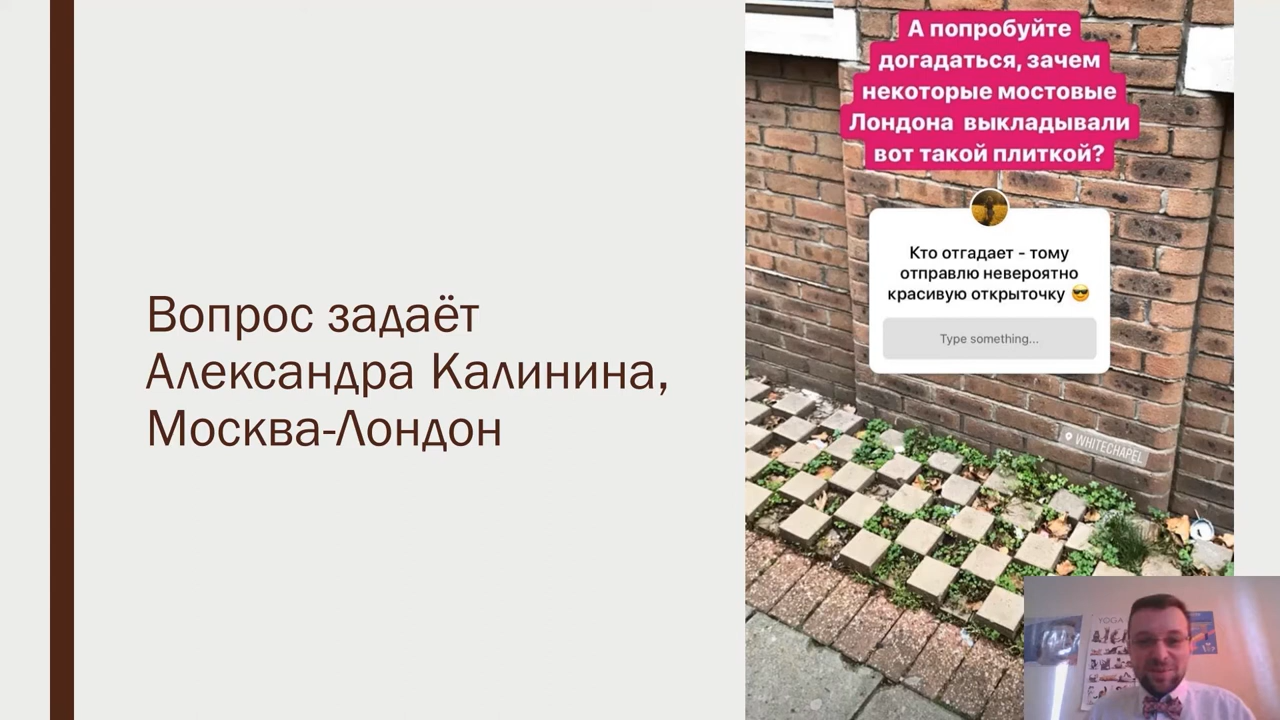 Вопрос задаёт
Александра Калинина,
Москва-Лондон
А попробуйте
догадаться, зачем
некоторые мостовые
Лондона выкладывали
вот такой плиткой?
Кто отгадает - тому
отправлю невероятно
красивую открыточку 😎
Type something...
WHITECHAPEL
YOGA